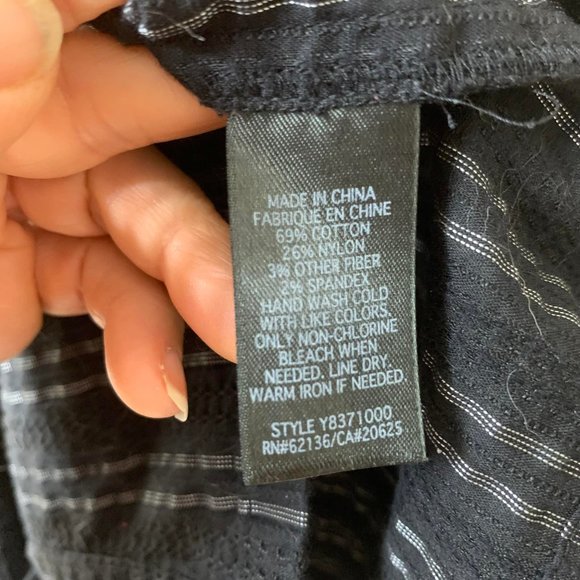 MADE IN CHINA
FABRIQUE EN CHINE
69% COTTON
26% NYLON
3% OTHER FIBER
2% SPANDEX
HAND WASH COLD
WITH LIKE COLORS.
ONLY NON-CHLORINE
BLEACH WHEN
NEEDED. LINE DRY.
WARM IRON IF NEEDED.
STYLE Y8371000
RN#62136/CA#20625